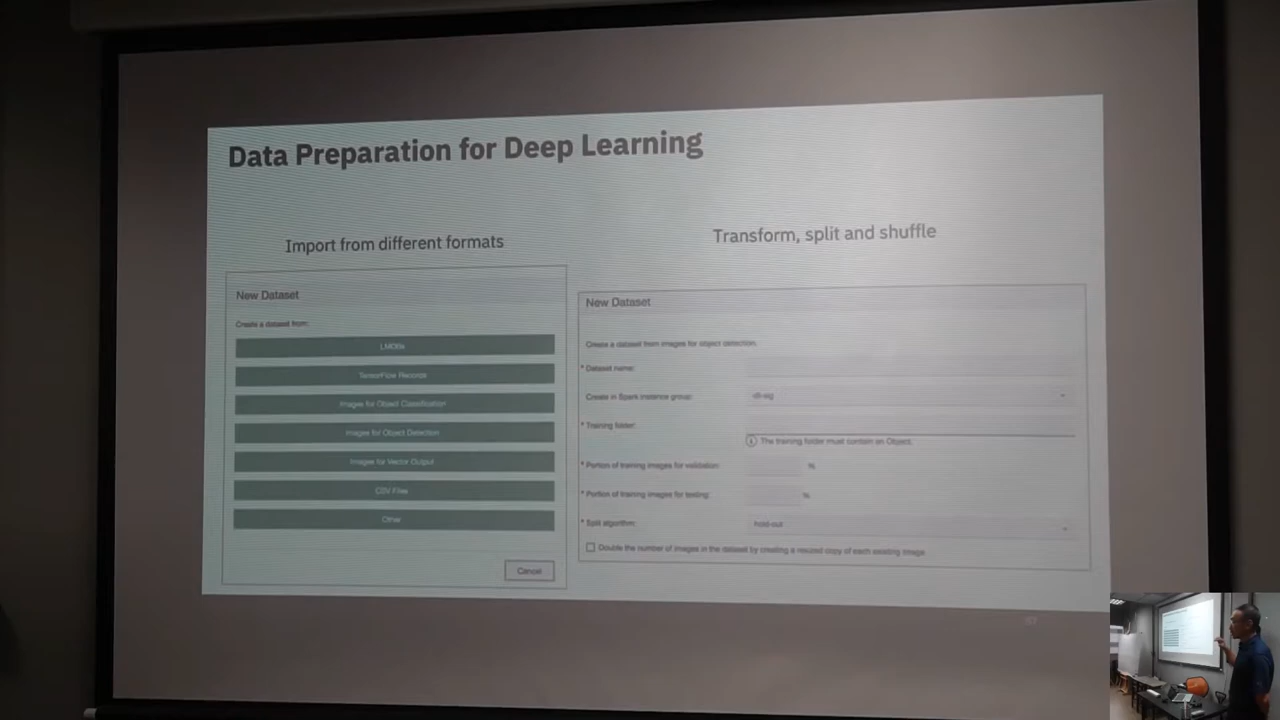 Data Preparation for Deep Learning
Import from different formats
New Dataset
Create a dataset from:
LMDBs
TensorFlow Records
Images for Object Classification
Images for Object Detection
Images for Vector Output
CSV Files
Other
Cancel
Transform, split and shuffle
New Dataset
Create a dataset from images for object detection.
* Dataset name:
Create in Spark instance group:
* Training folder:
The training folder must contain an Object.
* Portion of training images for validation:
%
* Portion of training images for testing:
%
* Split algorithm:
hold-out
Double the number of images in the dataset by creating a resized copy of each existing image.